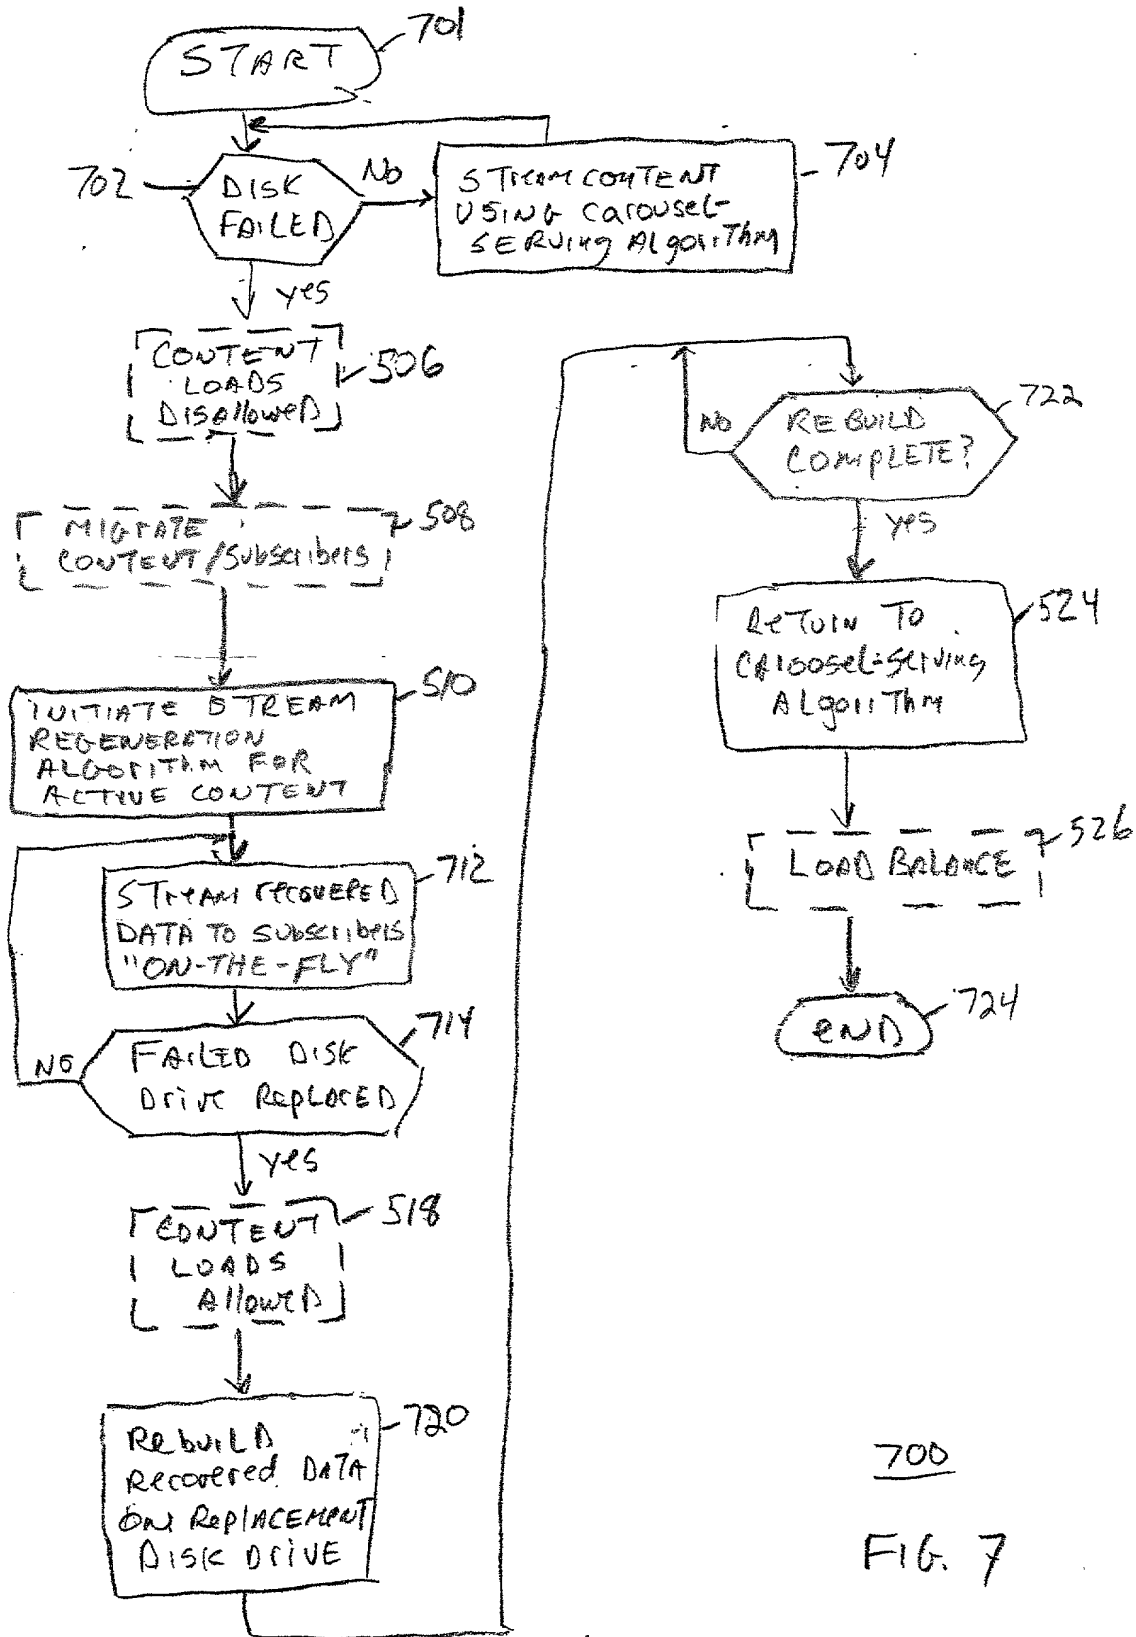 701
START
702
DISK
FAILED
No
704
STREAM CONTENT
USING Carousel-
SERVING Algorithm
yes
CONTENT
LOADS
DISAllowed
506
MIGrATE
CONTENT/Subscribers
508
INITIATE STREAM
REGENERATION
ALGOrITHM FOR
ACTIVE CONTENT
510
STreAM recovereD
DATA TO Subscribers
"ON-THE-FLY"
712
FAILED DISK
Drive ReplaceD
714
NO
yes
CONTENT
LOADS
AlloweD
518
RebuilD
Recovered DATA
ON RePlACEMENT
DISK DrIVE
720
REBUILD
COMpLETE?
722
No
yes
ReTurn TO
CArousel-Serving
ALgoriThm
524
LOAD BALANCE
526
eND
724
700
FIG. 7